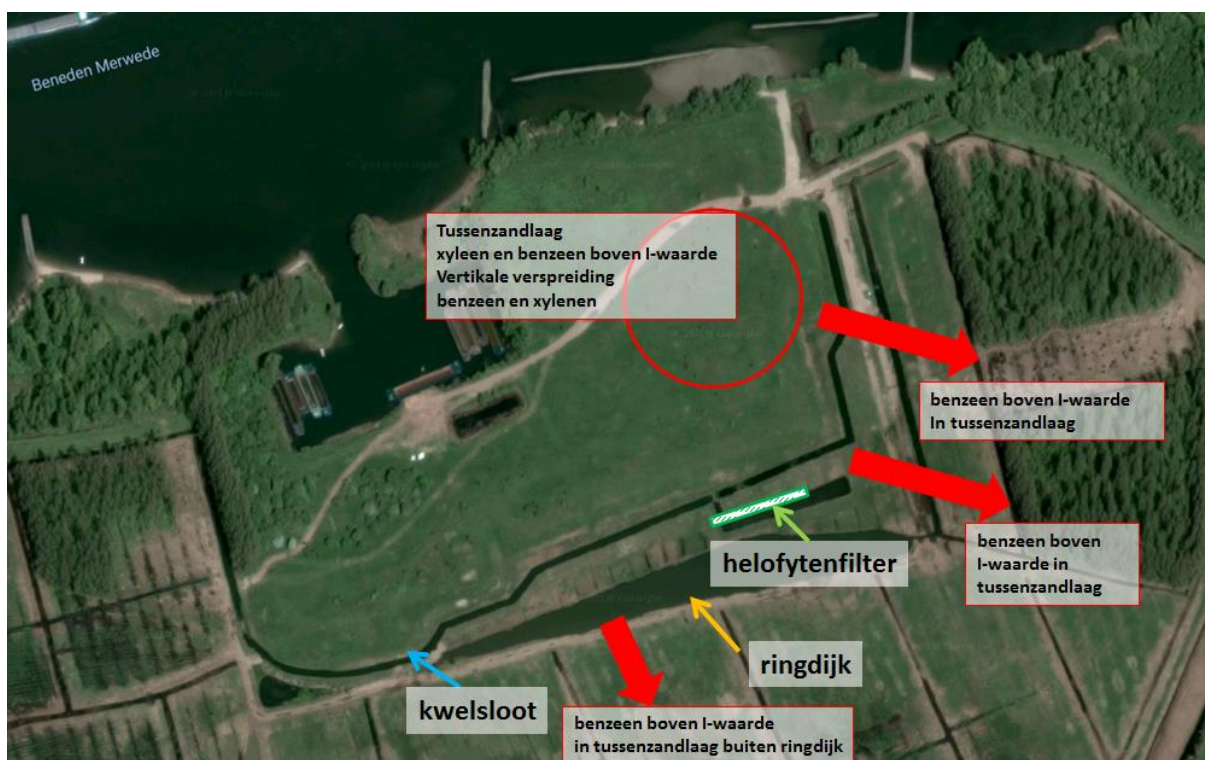 Beneden Merwede
Tussenzandlaag
xyleen en benzeen boven I-waarde
Vertikale verspreiding
benzeen en xylenen
benzeen boven I-waarde
In tussenzandlaag
benzeen boven
I-waarde in
tussenzandlaag
helofytenfilter
ringdijk
kwelsloot
benzeen boven I-waarde
in tussenzandlaag buiten ringdijk